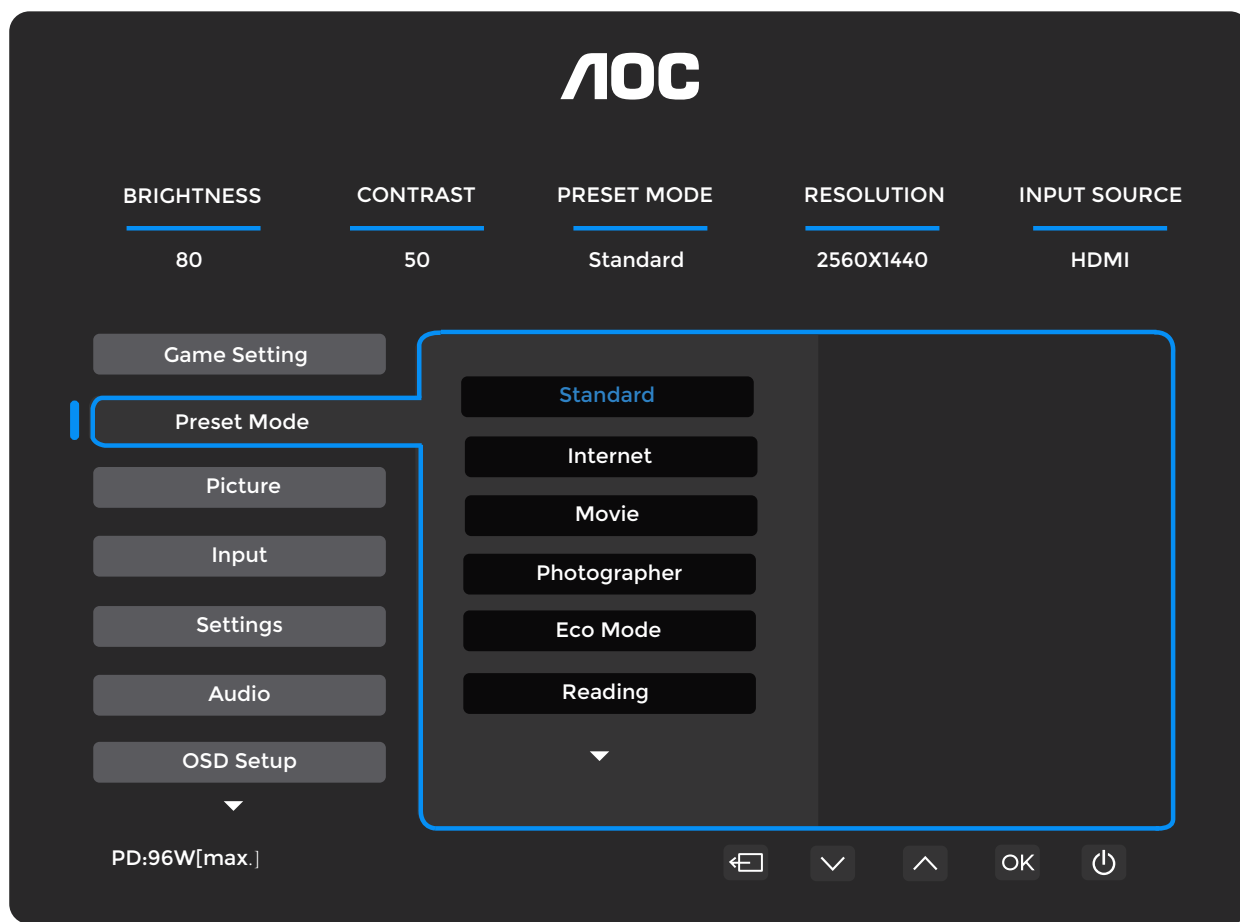 AOC
BRIGHTNESS CONTRAST PRESET MODE RESOLUTION INPUT SOURCE
80 50 Standard 2560X1440 HDMI
Game Setting
Preset Mode
Picture
Input
Settings
Audio
OSD Setup
Standard
Internet
Movie
Photographer
Eco Mode
Reading
PD:96W[max.]
OK